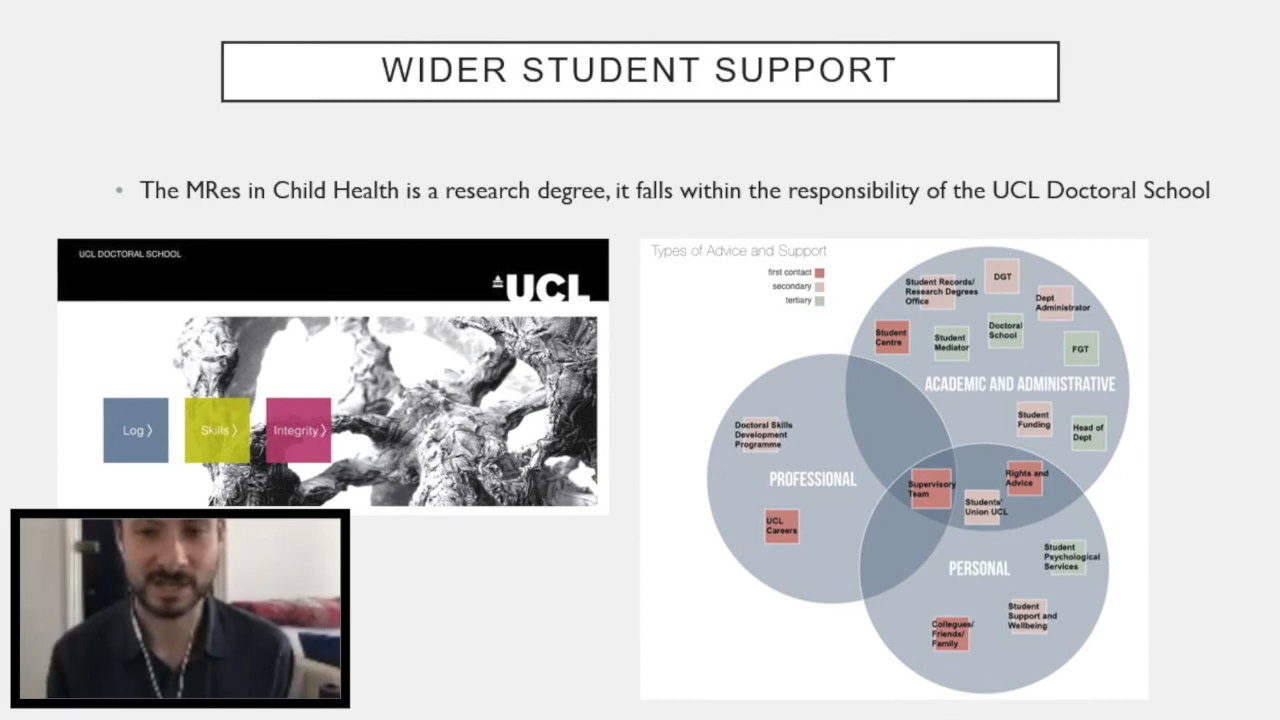 WIDER STUDENT SUPPORT
• The MRes in Child Health is a research degree, it falls within the responsibility of the UCL Doctoral School
UCL DOCTORAL SCHOOL
UCL
Log >
Skills >
Integrity >
Types of Advice and Support
first contact
secondary
tertiary
Student Records/
Research Degrees
Office
DGT
Dept
Administrator
Student
Centre
Student
Mediator
Doctoral
School
FGT
ACADEMIC AND ADMINISTRATIVE
Student
Funding
Head of
Dept
Doctoral Skills
Development
Programme
PROFESSIONAL
UCL
Careers
Supervisory
Team
Rights and
Advice
Students'
Union UCL
Student
Psychological
Services
PERSONAL
Student
Support and
Wellbeing
Collegues/
Friends/
Family